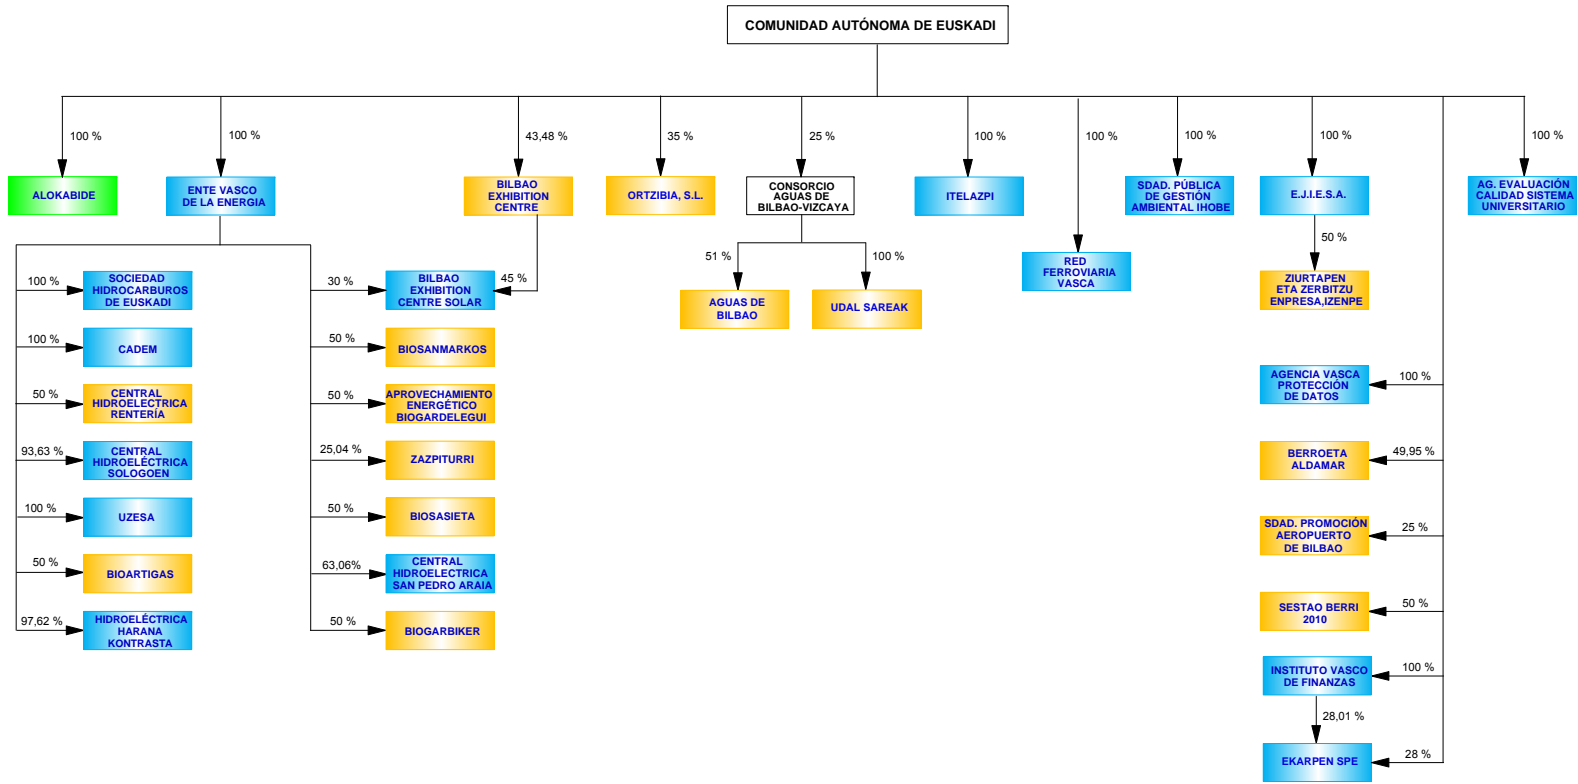 COMUNIDAD AUTÓNOMA DE EUSKADI
100 %
100 %
43,48 %
35 %
25 %
100 %
100 %
100 %
100 %
100 %
ALOKABIDE
ENTE VASCO
DE LA ENERGIA
BILBAO
EXHIBITION
CENTRE
ORTZIBIA, S.L.
CONSORCIO
AGUAS DE
BILBAO-VIZCAYA
ITELAZPI
SDAD. PÚBLICA
DE GESTIÓN
AMBIENTAL IHOBE
E.J.I.E.S.A.
AG. EVALUACIÓN
CALIDAD SISTEMA
UNIVERSITARIO
RED
FERROVIARIA
VASCA
50 %
ZIURTAPEN
ETA ZERBITZU
ENPRESA,IZENPE
51 %
100 %
AGUAS DE
BILBAO
UDAL SAREAK
100 %
SOCIEDAD
HIDROCARBUROS
DE EUSKADI
30 %
BILBAO
EXHIBITION
CENTRE SOLAR
45 %
100 %
CADEM
50 %
BIOSANMARKOS
50 %
CENTRAL
HIDROELECTRICA
RENTERÍA
50 %
APROVECHAMIENTO
ENERGÉTICO
BIOGARDELEGUI
93,63 %
CENTRAL
HIDROELÉCTRICA
SOLOGOEN
25,04 %
ZAZPITURRI
100 %
UZESA
50 %
BIOSASIETA
50 %
BIOARTIGAS
63,06%
CENTRAL
HIDROELECTRICA
SAN PEDRO ARAIA
97,62 %
HIDROELÉCTRICA
HARANA
KONTRASTA
50 %
BIOGARBIKER
AGENCIA VASCA
PROTECCIÓN
DE DATOS
100 %
BERROETA
ALDAMAR
49,95 %
SDAD. PROMOCIÓN
AEROPUERTO
DE BILBAO
25 %
SESTAO BERRI
2010
50 %
INSTITUTO VASCO
DE FINANZAS
100 %
28,01 %
EKARPEN SPE
28 %